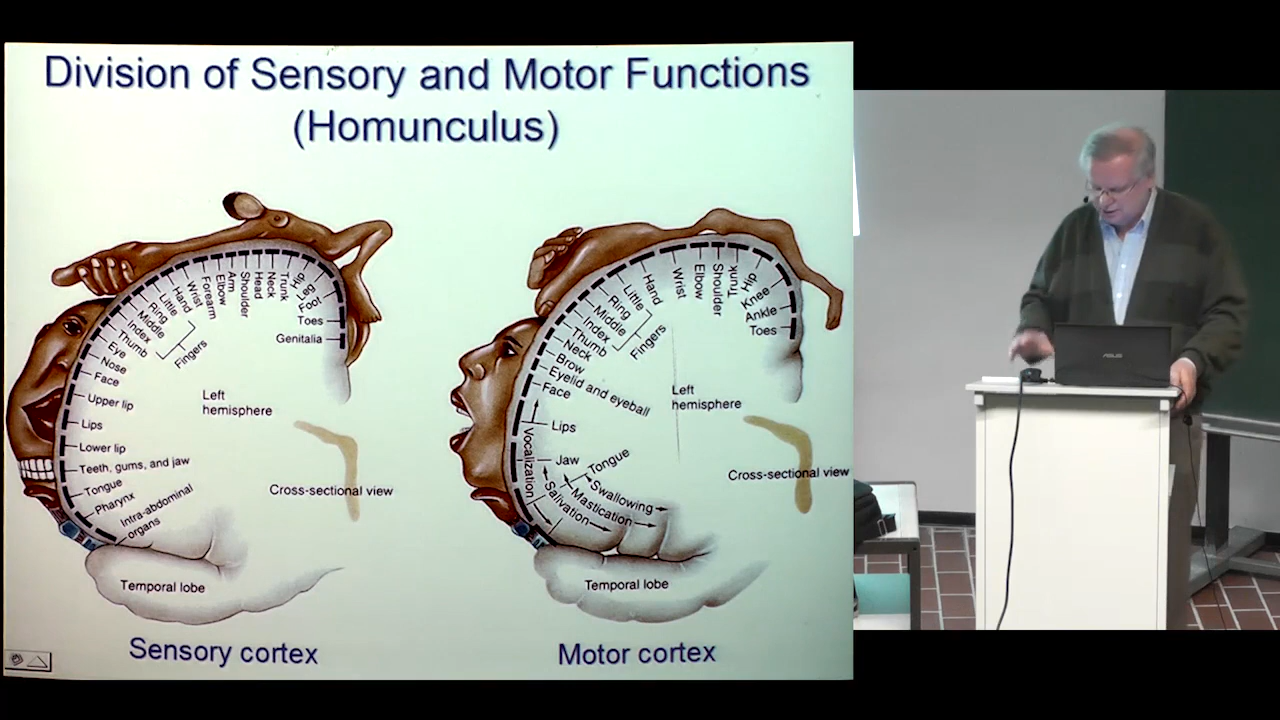 Division of Sensory and Motor Functions
(Homunculus)
Genitalia
Toes
Foot
Leg
Hip
Trunk
Neck
Head
Shoulder
Arm
Elbow
Forearm
Wrist
Hand
Little
Ring
Middle
Index
Thumb
Fingers
Eye
Nose
Face
Upper lip
Lips
Lower lip
Teeth, gums, and jaw
Tongue
Pharynx
Intra-abdominal
organs
Left
hemisphere
Cross-sectional view
Temporal lobe
Sensory cortex
Toes
Ankle
Knee
Hip
Trunk
Shoulder
Elbow
Wrist
Hand
Little
Ring
Middle
Index
Thumb
Fingers
Neck
Brow
Eyelid and eyeball
Face
Lips
Jaw
Tongue
Swallowing
Mastication
Salivation
Vocalization
Left
hemisphere
Cross-sectional view
Temporal lobe
Motor cortex
ASUS